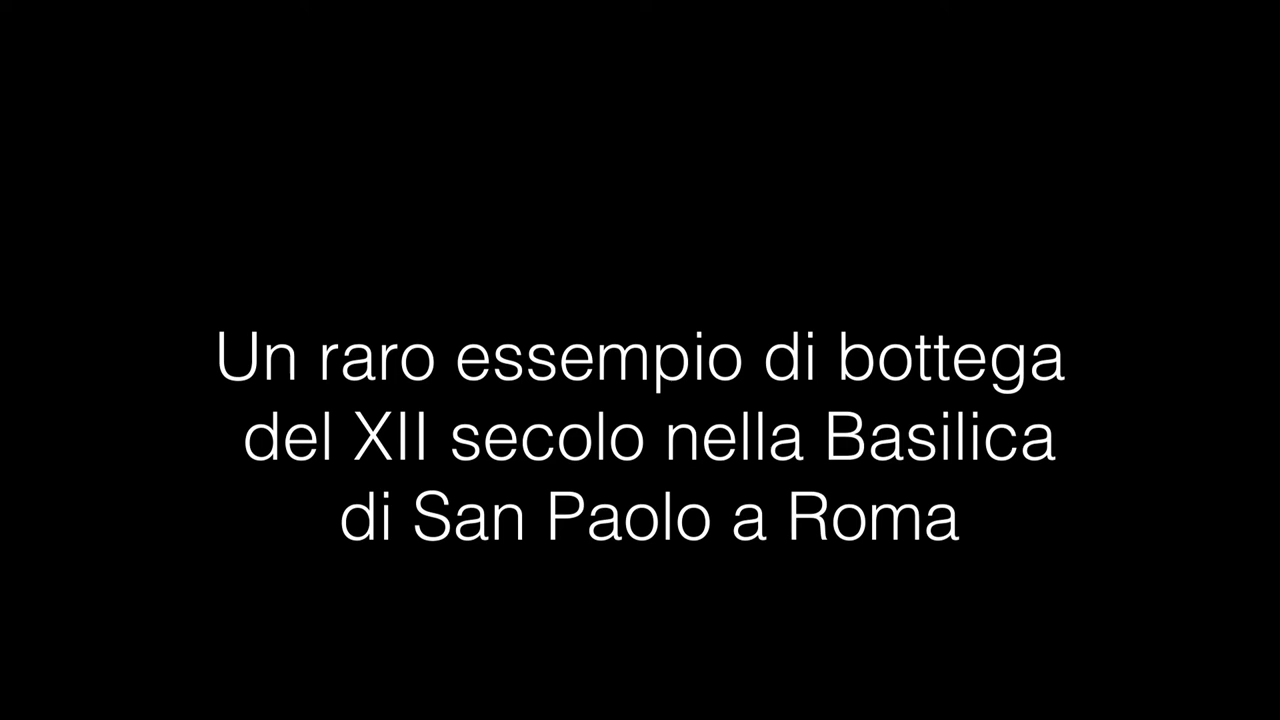 Un raro essempio di bottega
del XII secolo nella Basilica
di San Paolo a Roma